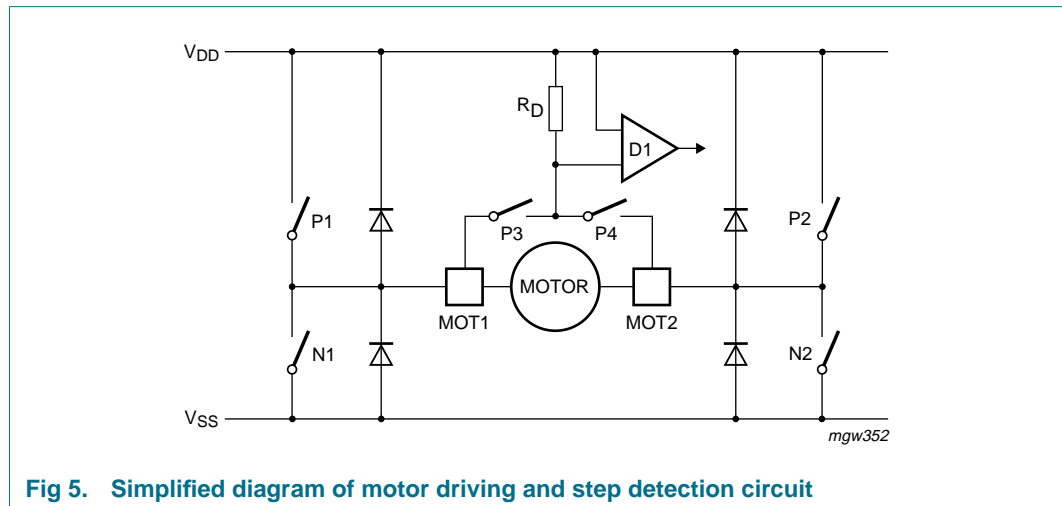 VDD
RD
D1
P1
P3
P4
P2
MOTOR
MOT1
MOT2
N1
N2
VSS
mgw352
Fig 5. Simplified diagram of motor driving and step detection circuit